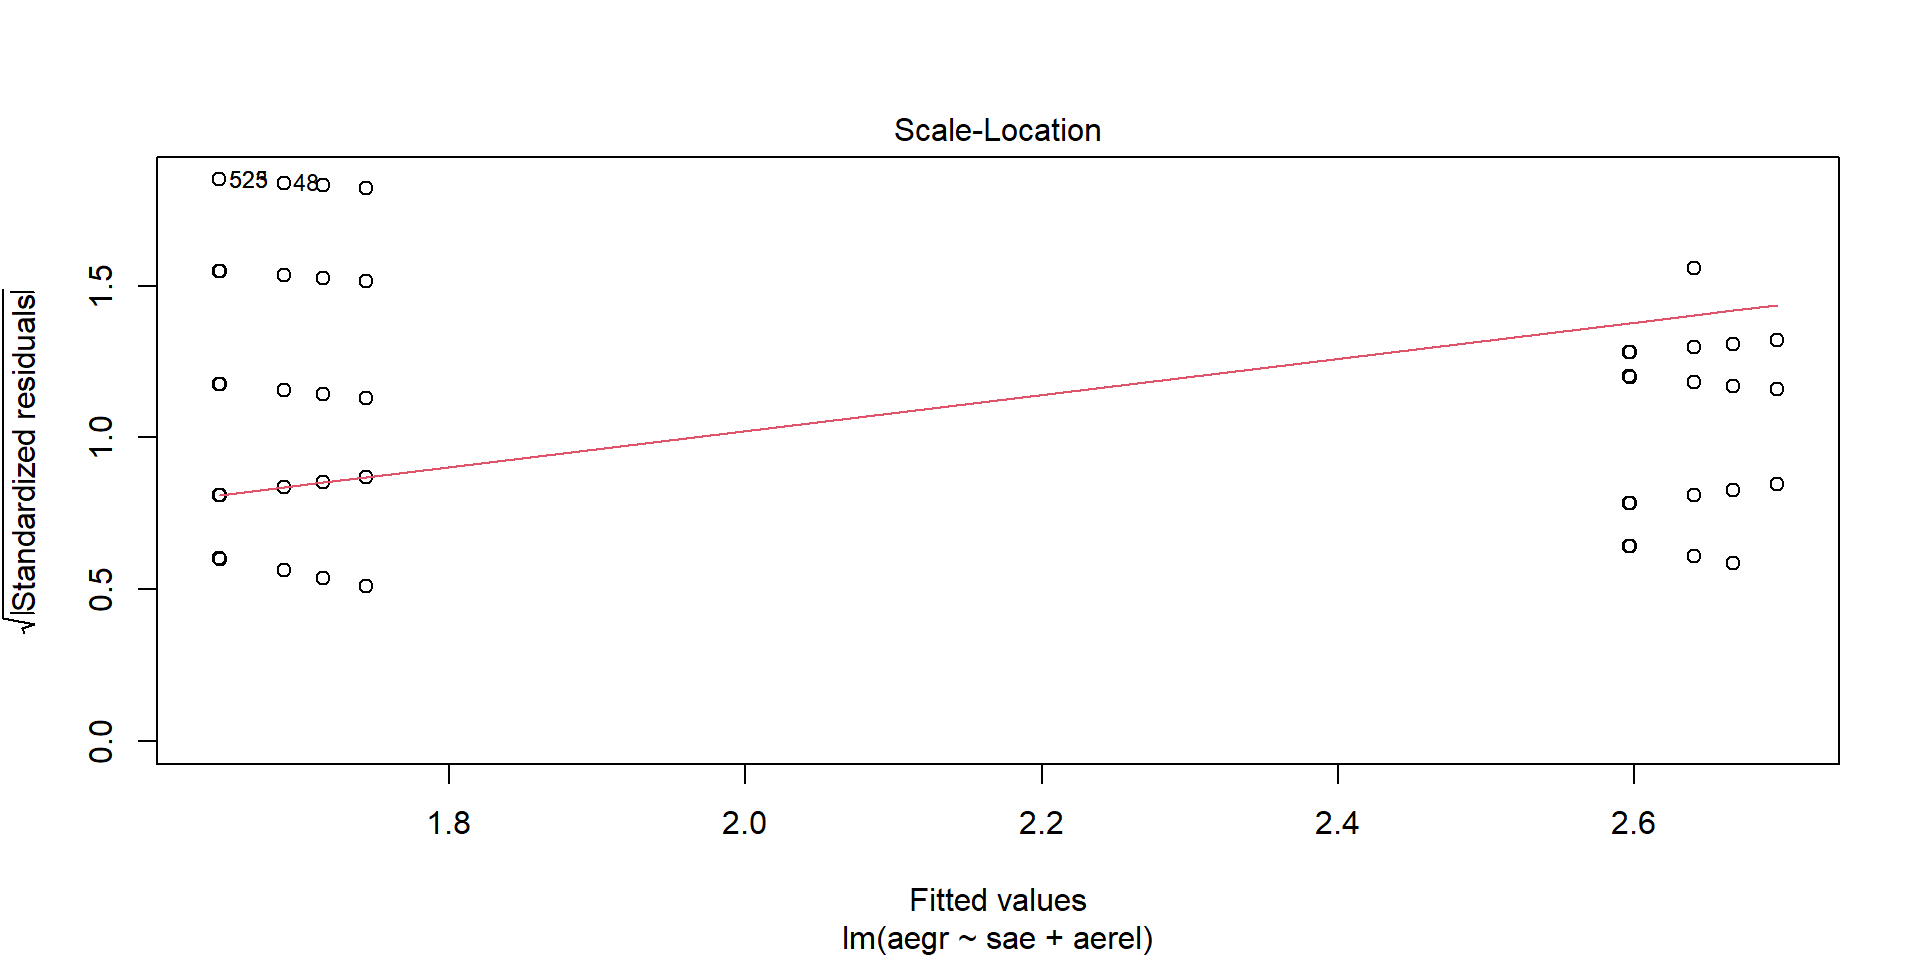 Scale-Location
√|Standardized residuals|
1.5
1.0
0.5
0.0
48
1.8
2.0
2.2
2.4
2.6
Fitted values
lm(aegr ~ sae + aerel)